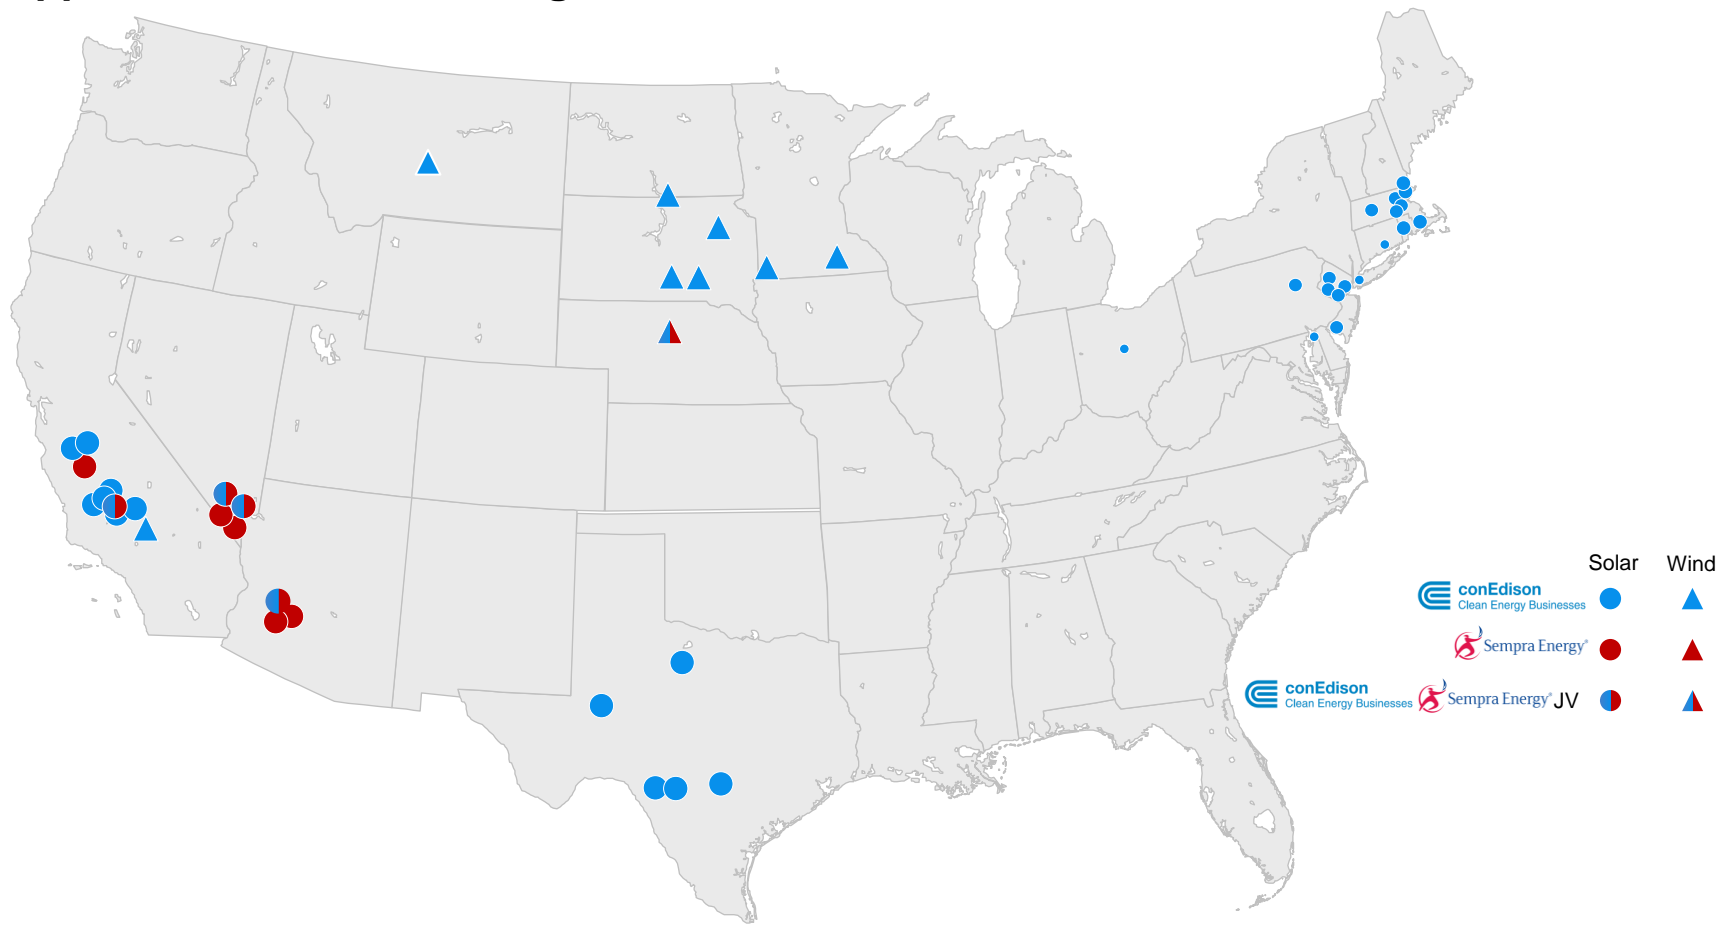 Solar Wind
conEdison
Clean Energy Businesses
Sempra Energy®
conEdison
Clean Energy Businesses
Sempra Energy® JV